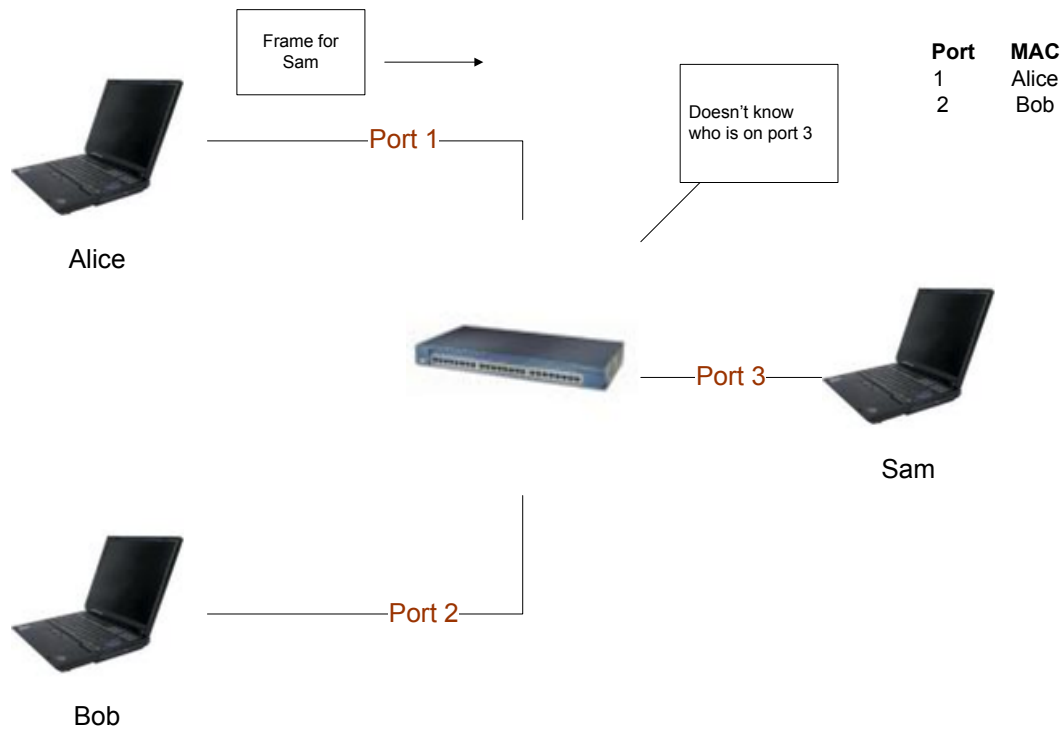 Frame for
Sam
Port MAC
1 Alice
2 Bob
Doesn't know
who is on port 3
Port 1
Alice
Port 3
Sam
Port 2
Bob